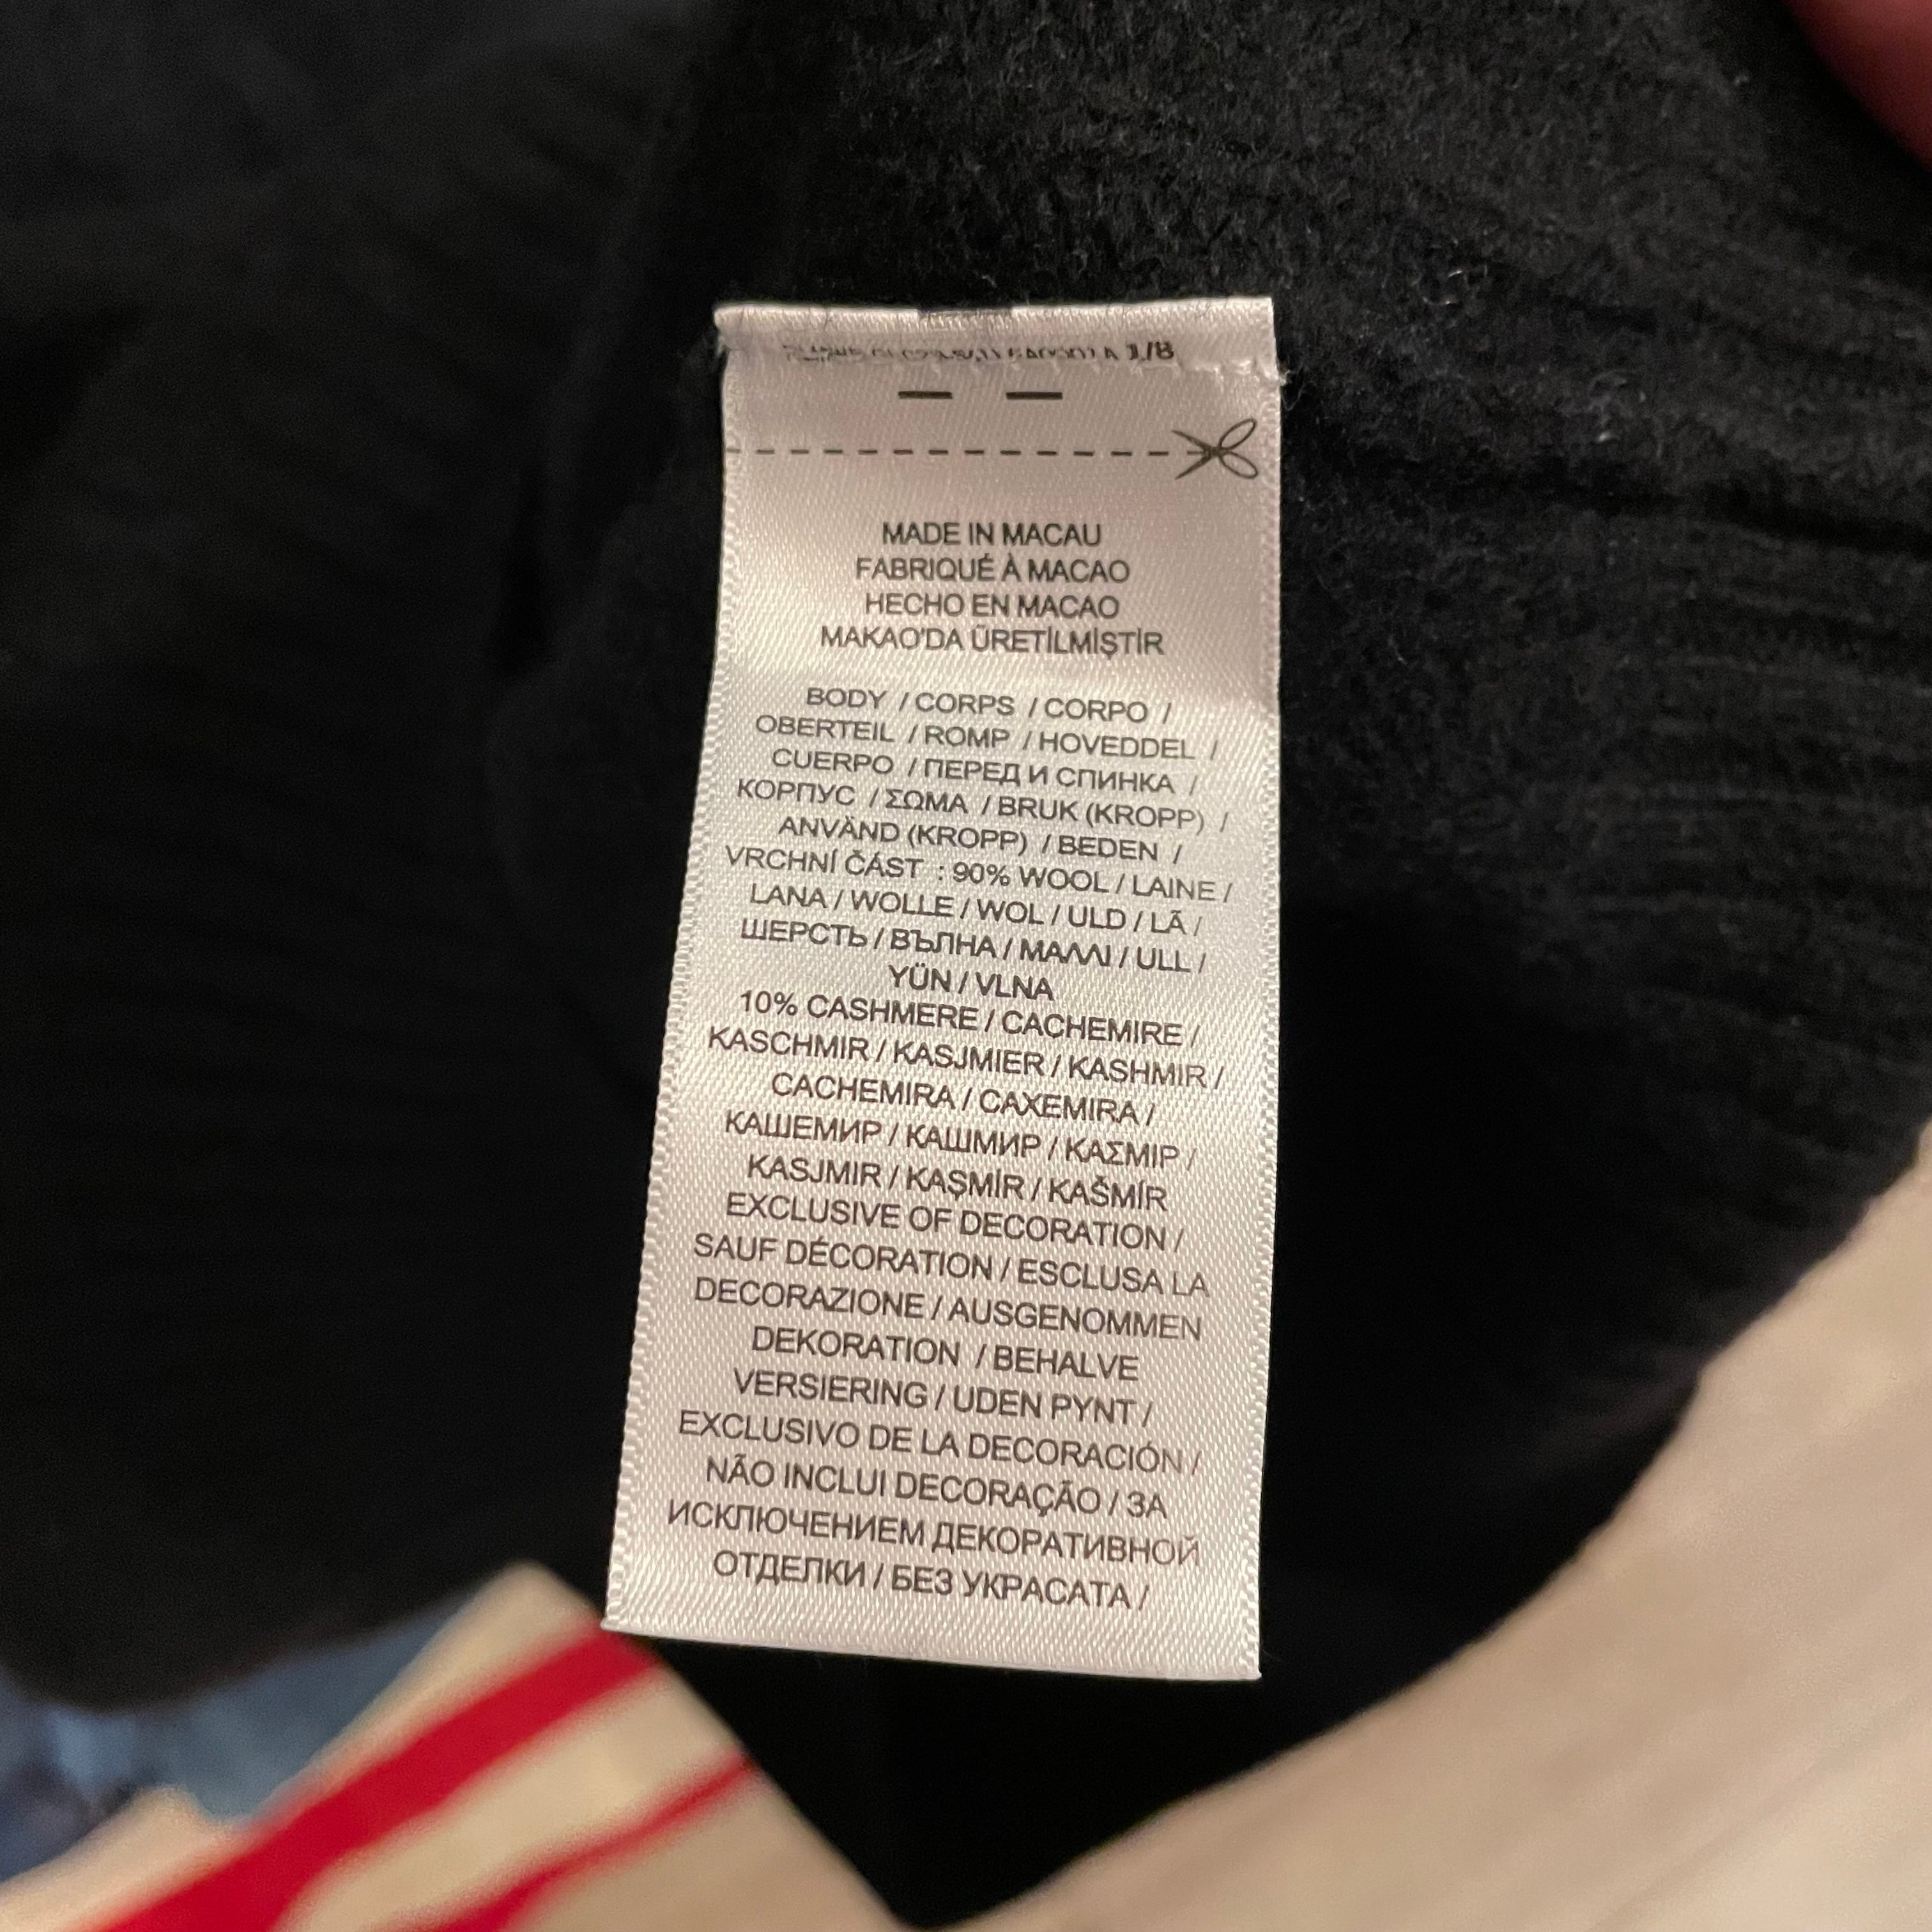 1/8
MADE IN MACAU
FABRIQUÉ À MACAO
HECHO EN MACAO
MAKAO'DA ÜRETİLMİŞTİR
BODY / CORPS / CORPO /
OBERTEIL / ROMP / HOVEDDEL /
CUERPO / ПЕРЕД И СПИНКА /
КОРПУС / ΣΩΜΑ / BRUK (KROPP) /
ANVÄND (KROPP) / BEDEN /
VRCHNÍ ČÁST : 90% WOOL / LAINE /
LANA / WOLLE / WOL / ULD / LÃ /
ШЕРСТЬ / ВЪЛНА / ΜΑΛΛΙ / ULL /
YÜN / VLNA
10% CASHMERE / CACHEMIRE /
KASCHMIR / KASJMIER / KASHMIR /
CACHEMIRA / CAXEMIRA /
КАШЕМИР / КАШМИР / ΚΑΣΜΙΡ /
KASJMIR / KAŞMİR / KAŠMÍR
EXCLUSIVE OF DECORATION /
SAUF DÉCORATION / ESCLUSA LA
DECORAZIONE / AUSGENOMMEN
DEKORATION / BEHALVE
VERSIERING / UDEN PYNT /
EXCLUSIVO DE LA DECORACIÓN /
NÃO INCLUI DECORAÇÃO / ЗА
ИСКЛЮЧЕНИЕМ ДЕКОРАТИВНОЙ
ОТДЕЛКИ / БЕЗ УКРАСАТА /